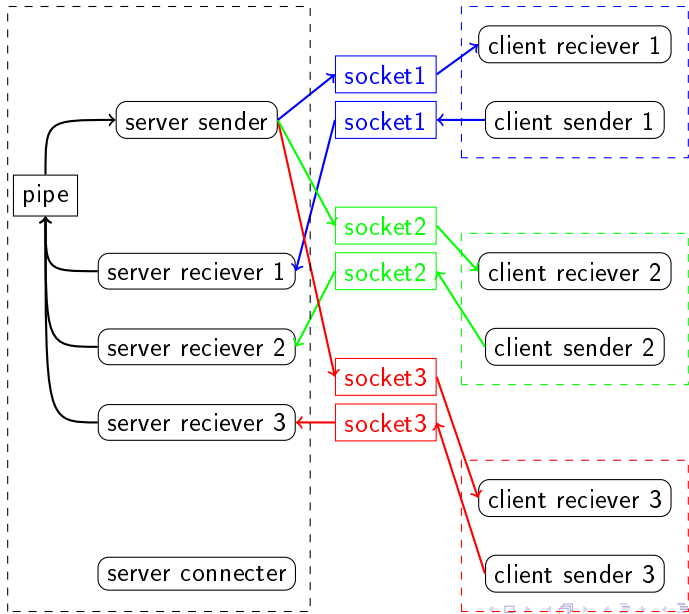 client reciever 1
socket1
server sender
socket1
client sender 1
pipe
socket2
server reciever 1
socket2
client reciever 2
server reciever 2
client sender 2
socket3
server reciever 3
socket3
client reciever 3
server connecter
client sender 3